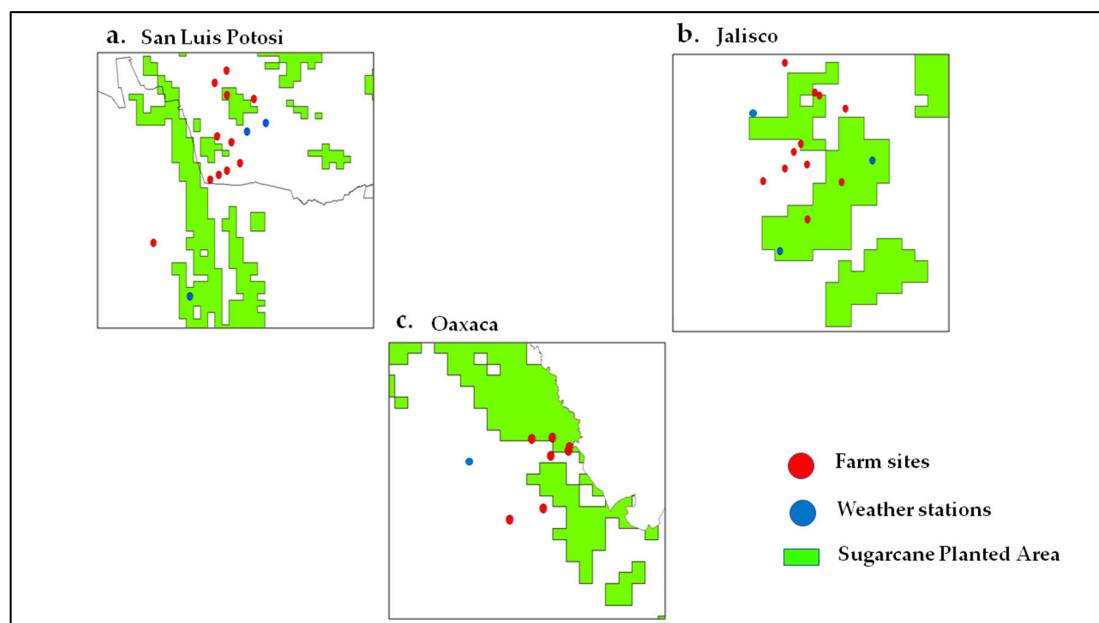 a. San Luis Potosi
b. Jalisco
c. Oaxaca
Farm sites
Weather stations
Sugarcane Planted Area